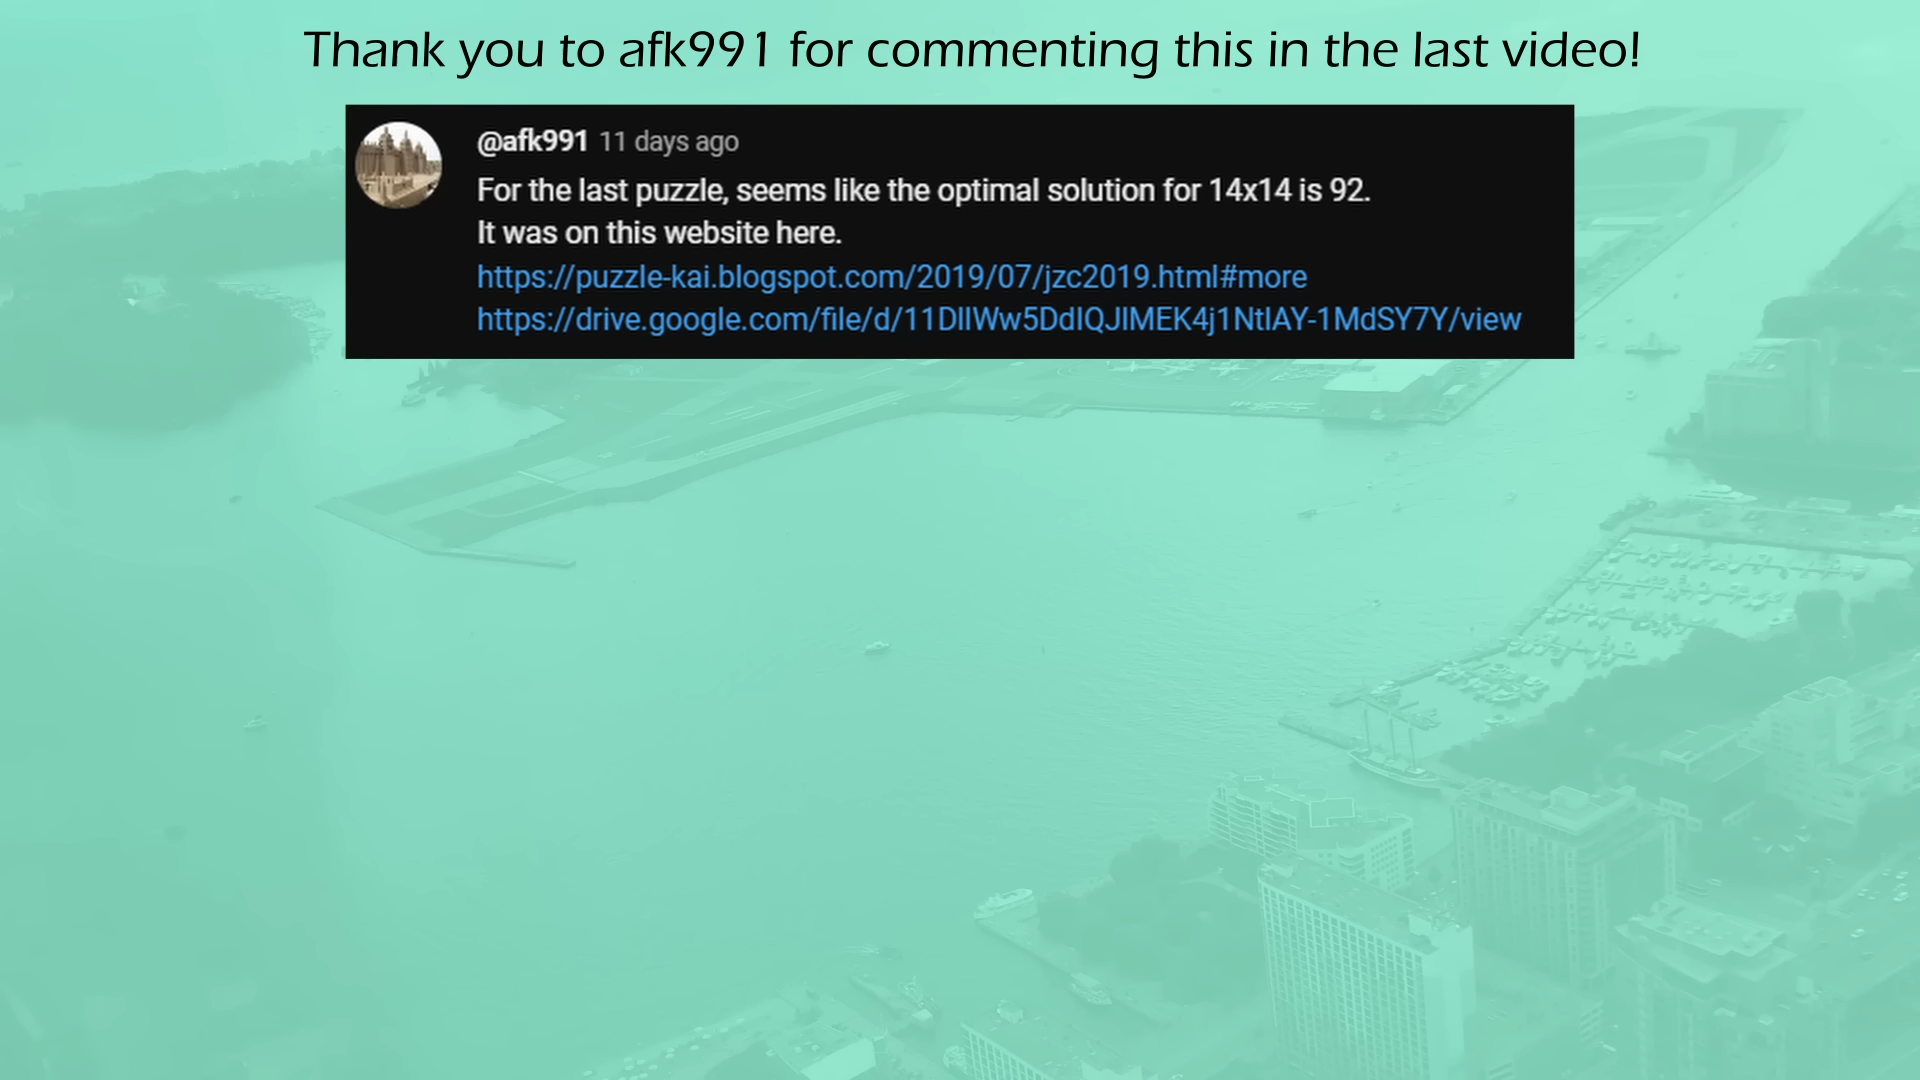 Thank you to afk991 for commenting this in the last video!
@afk991 11 days ago
For the last puzzle, seems like the optimal solution for 14x14 is 92.
It was on this website here.
https://puzzle-kai.blogspot.com/2019/07/jzc2019.html#more
https://drive.google.com/file/d/11DlIWw5DdIQJIMEK4j1NtIAY-1MdSY7Y/view